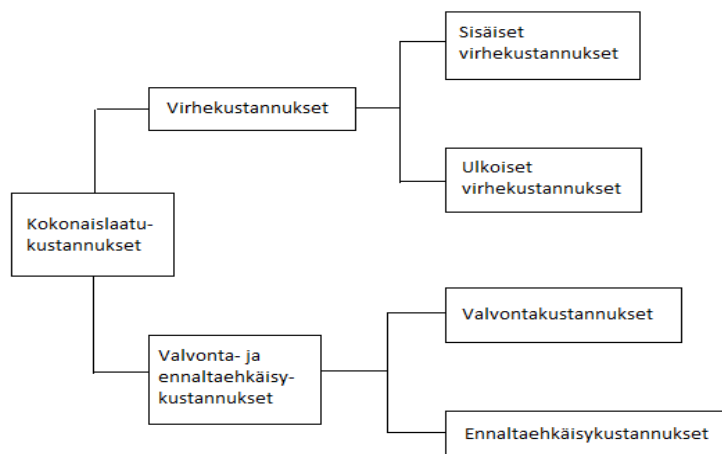 Sisäiset
virhekustannukset
Virhekustannukset
Ulkoiset
virhekustannukset
Kokonaislaatu-
kustannukset
Valvontakustannukset
Valvonta- ja
ennaltaehkäisy-
kustannukset
Ennaltaehkäisykustannukset